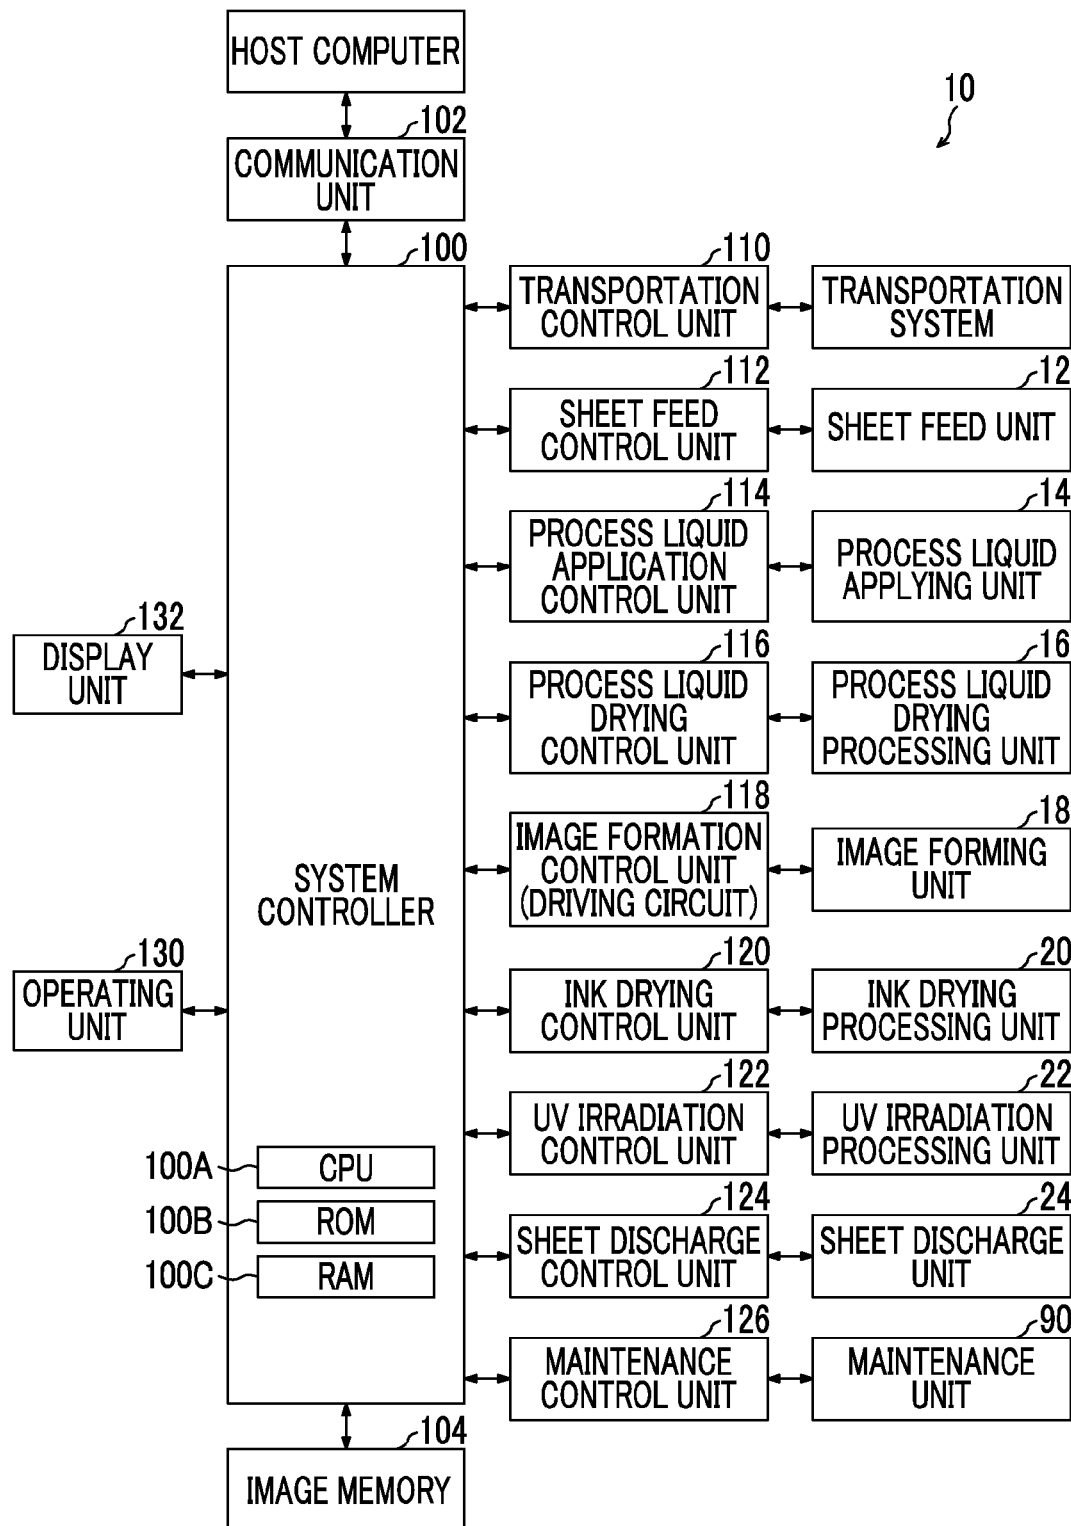 HOST COMPUTER
10
102
COMMUNICATION
UNIT
100
110
TRANSPORTATION
CONTROL UNIT
TRANSPORTATION
SYSTEM
112
SHEET FEED
CONTROL UNIT
12
SHEET FEED UNIT
114
PROCESS LIQUID
APPLICATION
CONTROL UNIT
14
PROCESS LIQUID
APPLYING UNIT
132
DISPLAY
UNIT
116
PROCESS LIQUID
DRYING
CONTROL UNIT
16
PROCESS LIQUID
DRYING
PROCESSING UNIT
SYSTEM
CONTROLLER
118
IMAGE FORMATION
CONTROL UNIT
(DRIVING CIRCUIT)
18
IMAGE FORMING
UNIT
130
OPERATING
UNIT
120
INK DRYING
CONTROL UNIT
20
INK DRYING
PROCESSING UNIT
122
UV IRRADIATION
CONTROL UNIT
22
UV IRRADIATION
PROCESSING UNIT
100A
CPU
100B
ROM
100C
RAM
124
SHEET DISCHARGE
CONTROL UNIT
24
SHEET DISCHARGE
UNIT
126
MAINTENANCE
CONTROL UNIT
90
MAINTENANCE
UNIT
104
IMAGE MEMORY